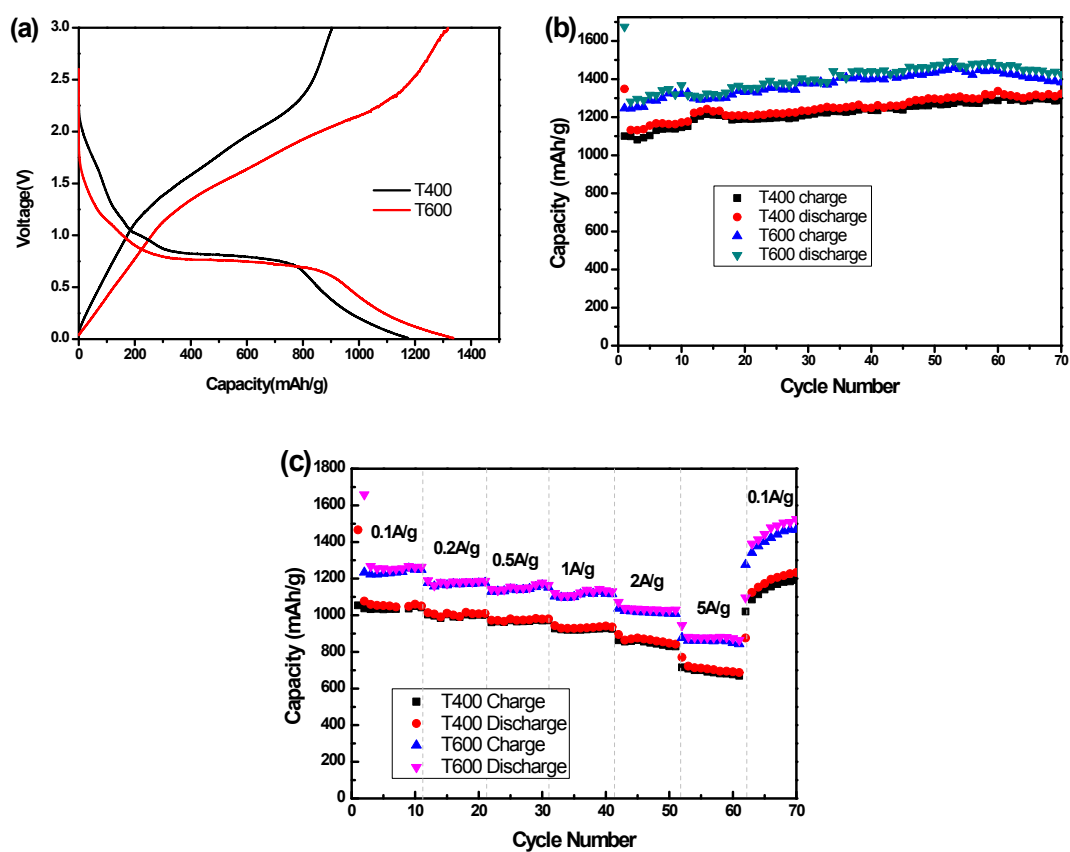 (a)
3.0
2.5
2.0
1.5
1.0
0.5
0.0
Voltage(V)
T400
T600
0 200 400 600 800 1000 1200 1400
Capacity(mAh/g)
(b)
1600
1400
1200
1000
800
600
400
200
0
Capacity (mAh/g)
T400 charge
T400 discharge
T600 charge
T600 discharge
0 10 20 30 40 50 60 70
Cycle Number
(c)
1800
1600
1400
1200
1000
800
600
400
200
0
Capacity (mAh/g)
0.1A/g
0.2A/g
0.5A/g
1A/g
2A/g
5A/g
0.1A/g
T400 Charge
T400 Discharge
T600 Charge
T600 Discharge
0 10 20 30 40 50 60 70
Cycle Number